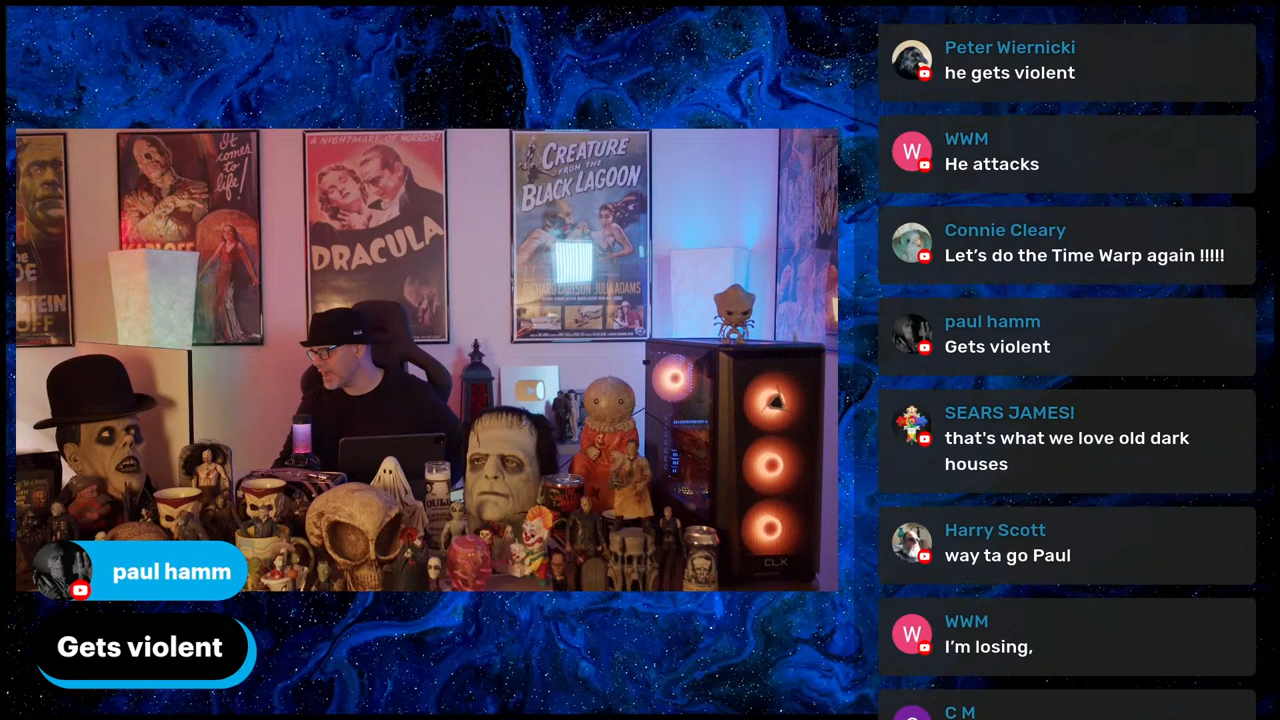 Peter Wiernicki
he gets violent
W
WWM
He attacks
Connie Cleary
Let's do the Time Warp again !!!!!
paul hamm
Gets violent
SEARS JAMES!
that's what we love old dark
houses
Harry Scott
way ta go Paul
W
WWM
I'm losing,
C M
It
comes
to
life!
A NIGHTMARE OF HORROR!
DRACULA
CREATURE
FROM THE
BLACK LAGOON
RICHARD CARLSON · JULIA ADAMS
STEIN
OFF
CLX
paul hamm
Gets violent